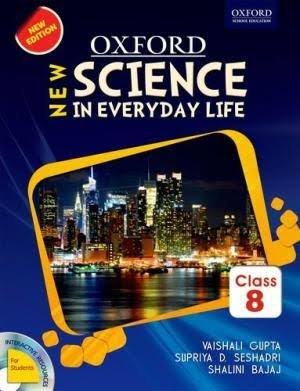 OXFORD
SCHOOL EDUCATION
NEW EDITION
OXFORD
NEW SCIENCE
IN EVERYDAY LIFE
Class
8
VAISHALI GUPTA
SUPRIYA D. SESHADRI
SHALINI BAJAJ
INTERACTIVE RESOURCES
For Students